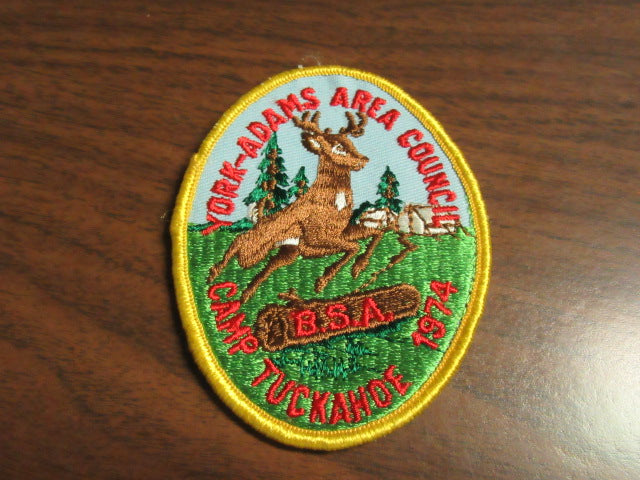 YORK-ADAMS AREA COUNCIL
B.S.A.
CAMP TUCKAHOE 1974